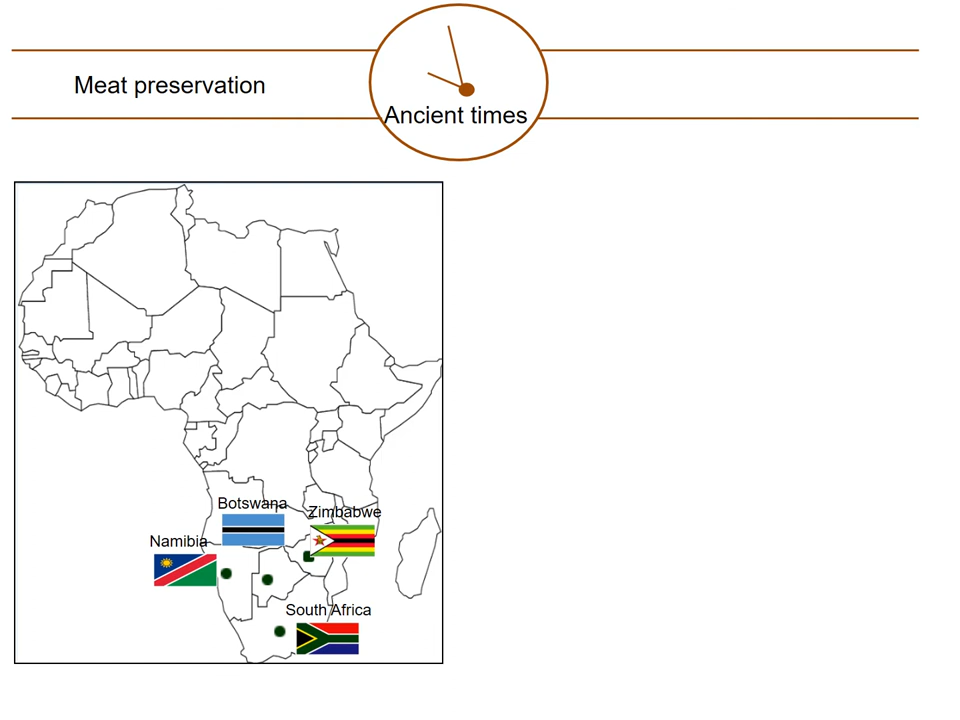 Meat preservation
Ancient times
Botswana
Zimbabwe
Namibia
South Africa